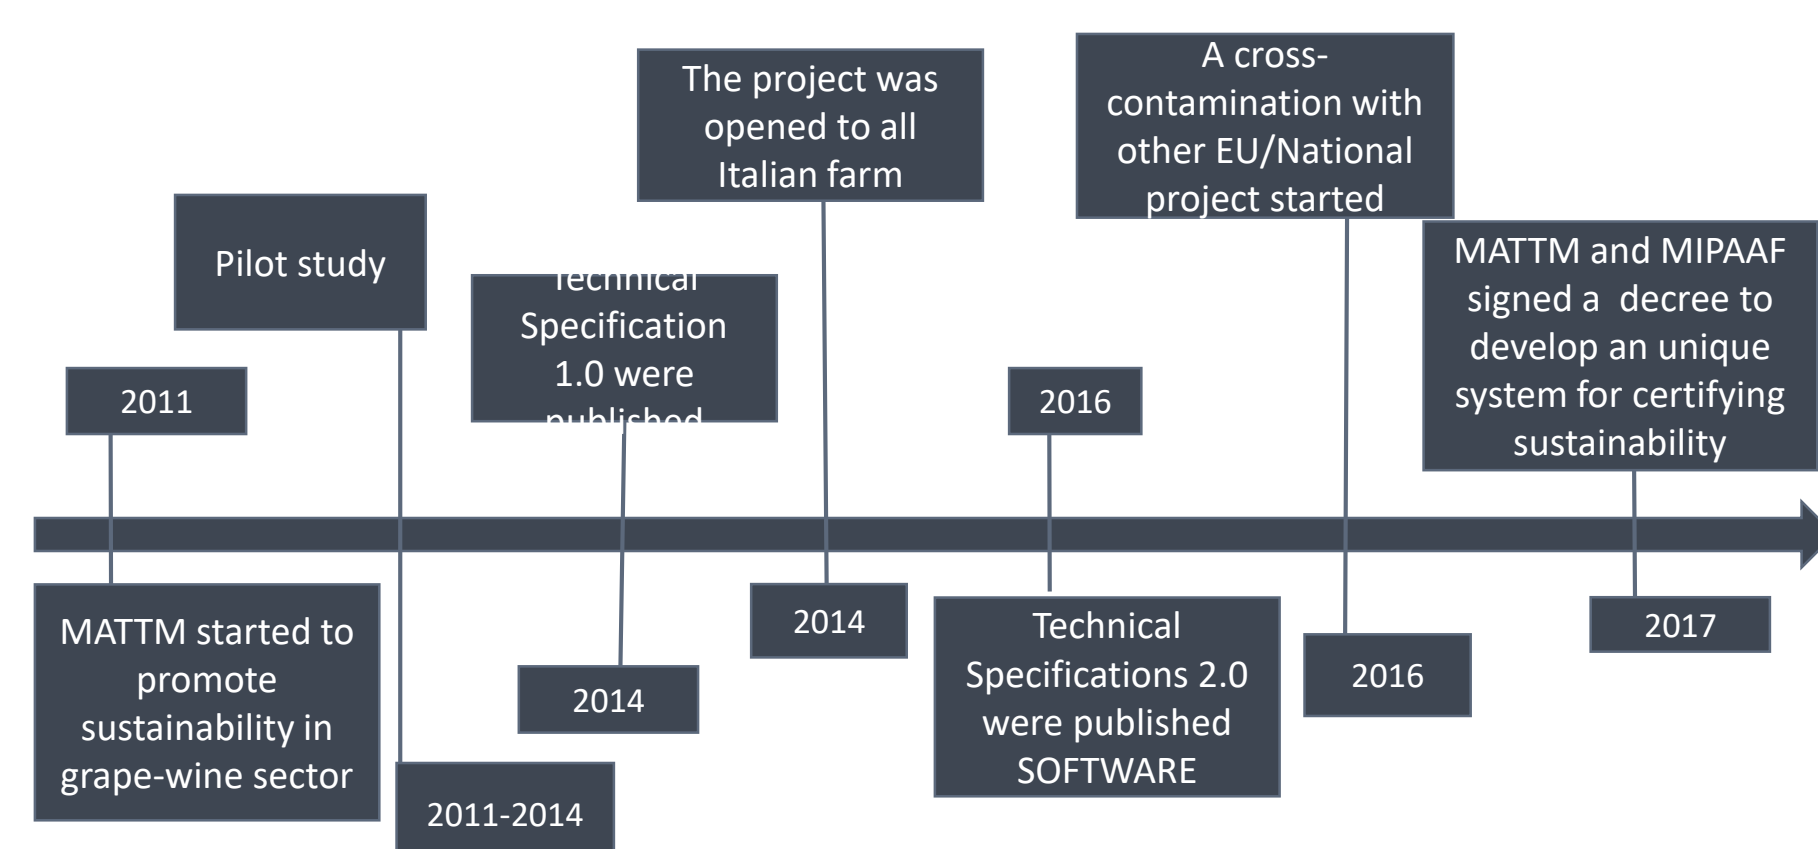 2011
MATTM started to
promote
sustainability in
grape-wine sector
Pilot study
2011-2014
Technical
Specification
1.0 were
published
2014
The project was
opened to all
Italian farm
2014
2016
Technical
Specifications 2.0
were published
SOFTWARE
A cross-
contamination with
other EU/National
project started
2016
MATTM and MIPAAF
signed a  decree to
develop an unique
system for certifying
sustainability
2017